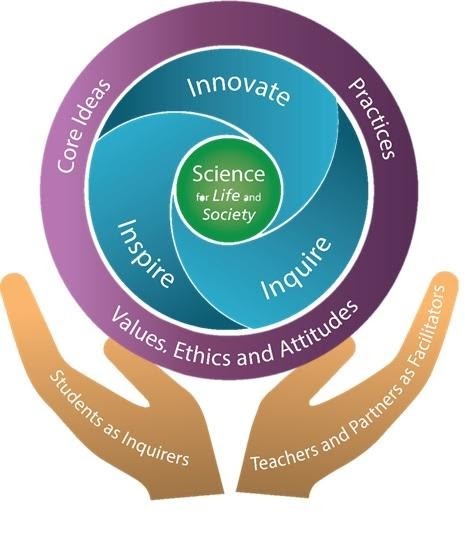 Core Ideas
Practices
Values, Ethics and Attitudes
Innovate
Inspire
Inquire
Science
for Life and
Society
Students as Inquirers
Teachers and Partners as Facilitators